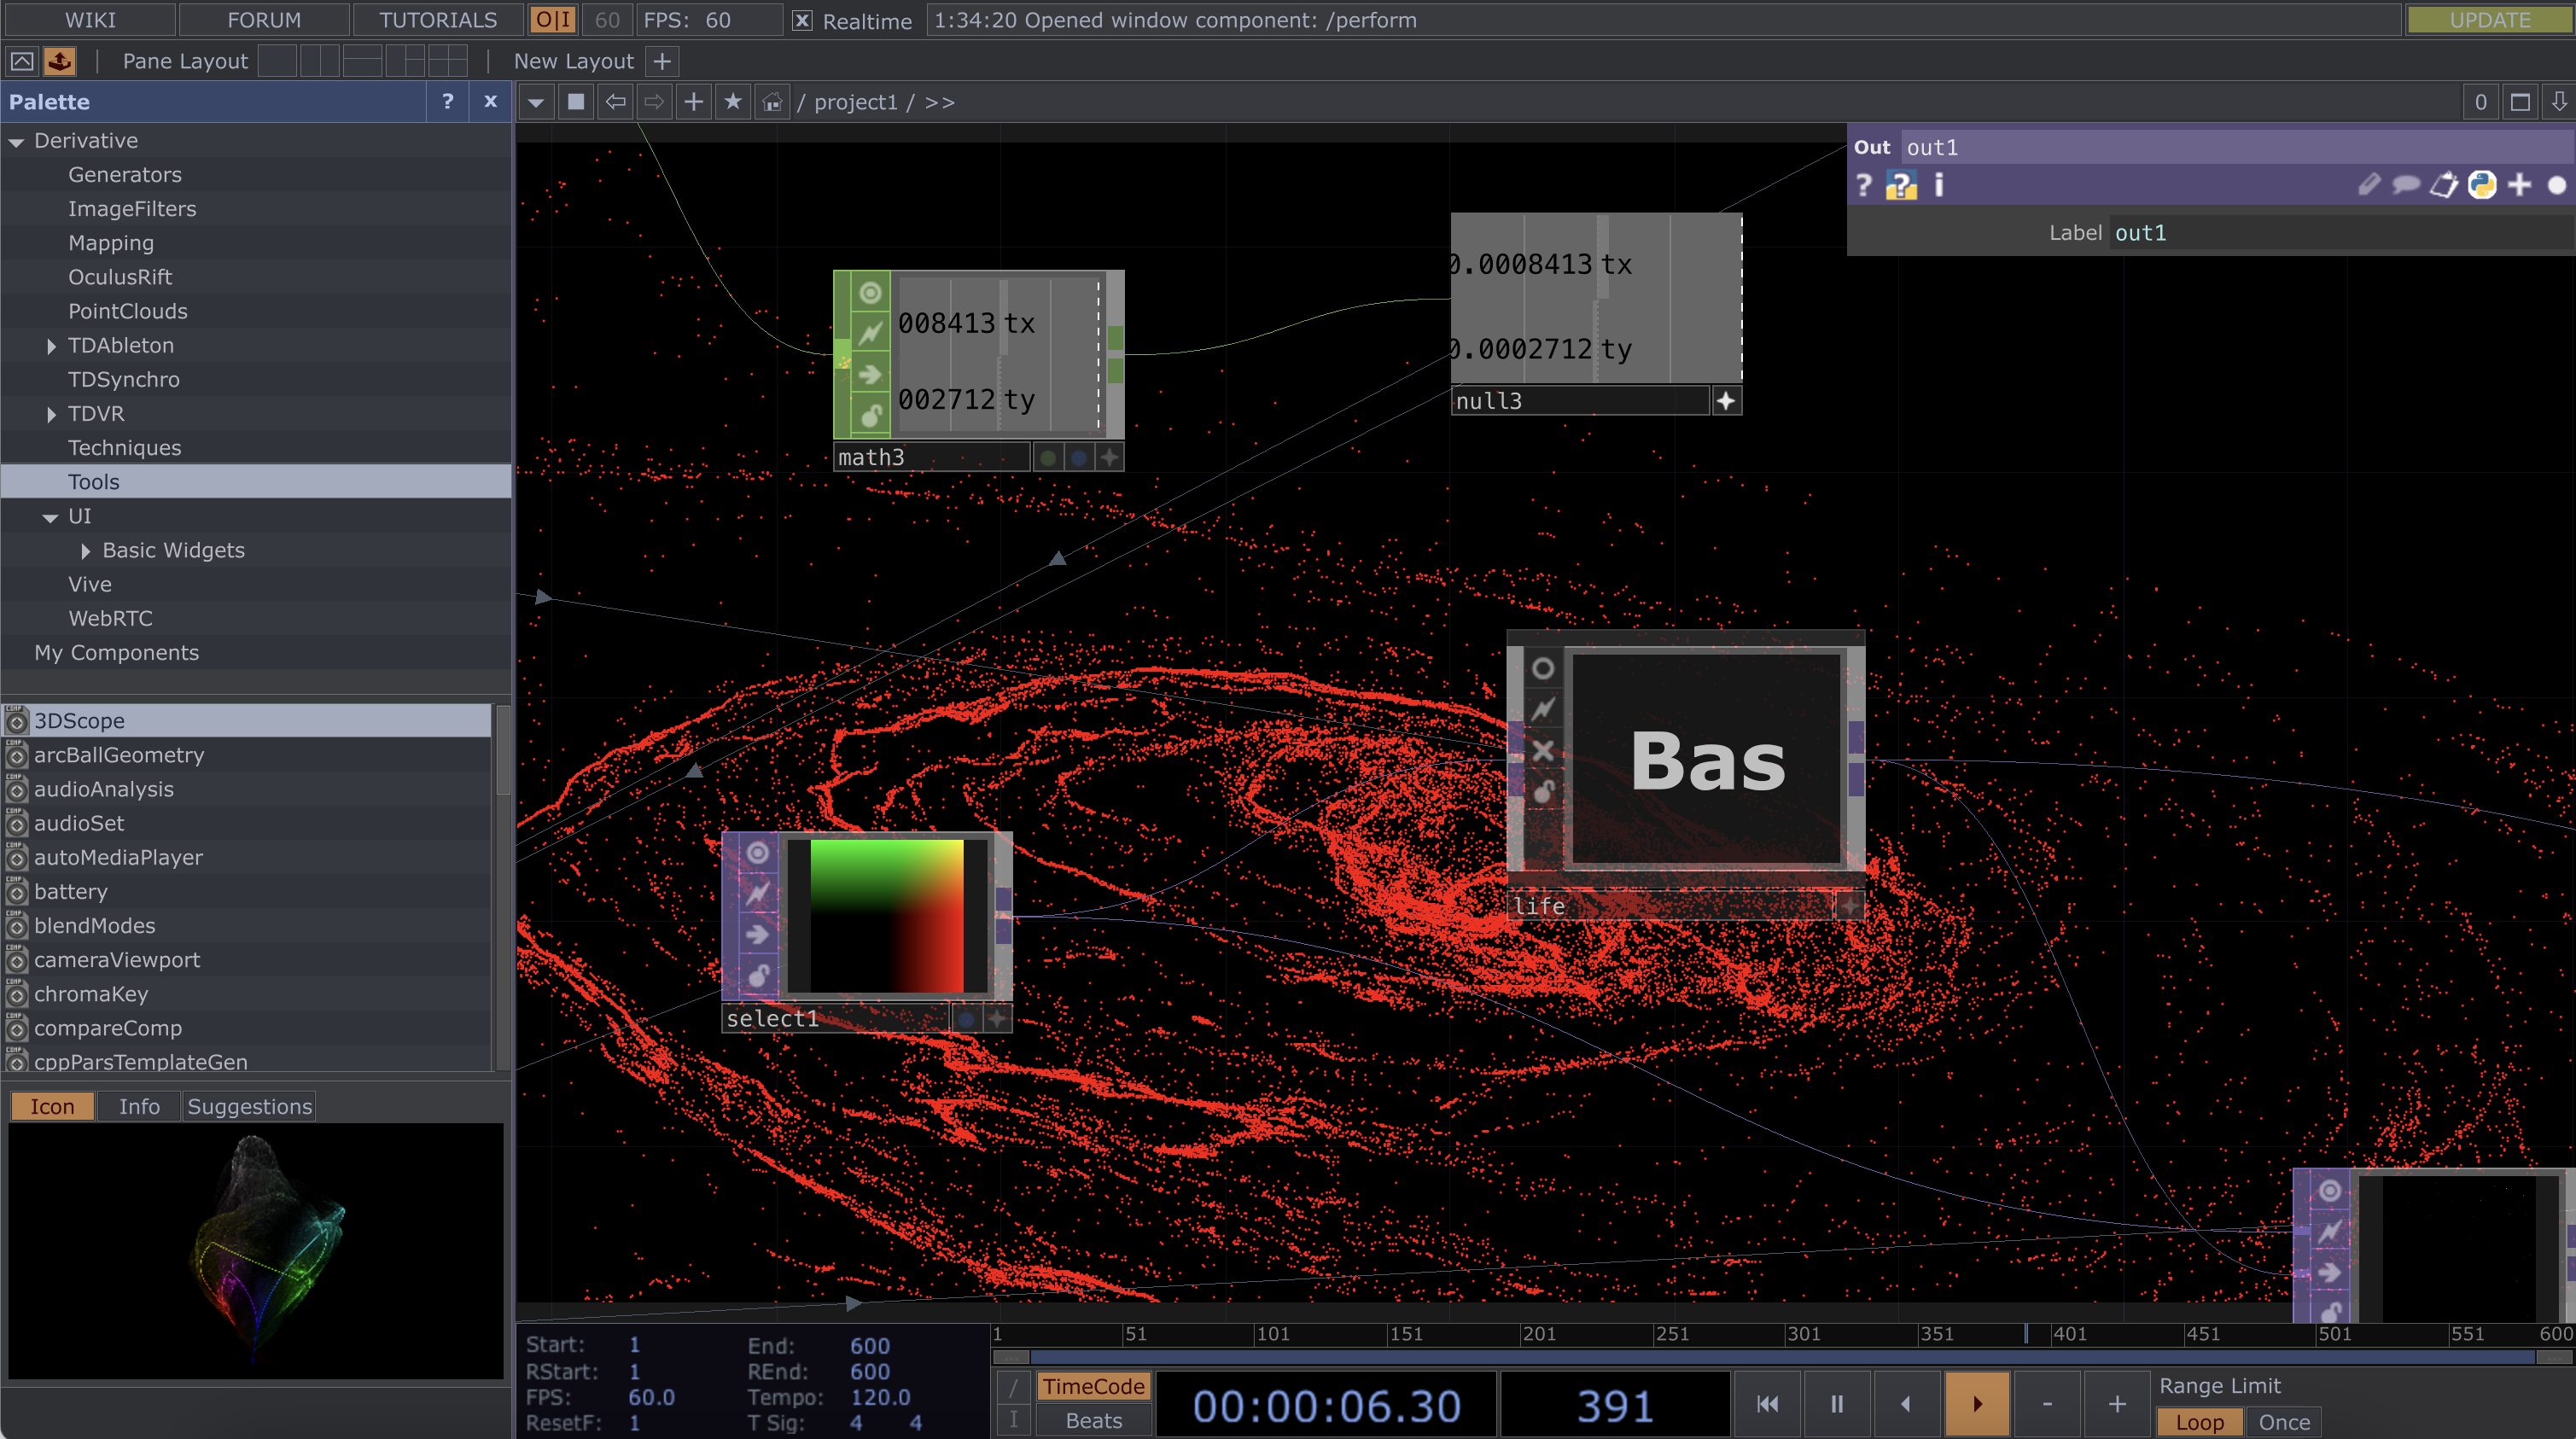 WIKI FORUM TUTORIALS O|I 60 FPS: 60 Realtime 1:34:20 Opened window component: /perform UPDATE
Pane Layout New Layout +
Palette ? x / project1 / >> 0
Derivative
Generators
ImageFilters
Mapping
OculusRift
PointClouds
TDAbleton
TDSynchro
TDVR
Techniques
Tools
UI
Basic Widgets
Vive
WebRTC
My Components
3DScope
arcBallGeometry
audioAnalysis
audioSet
autoMediaPlayer
battery
blendModes
cameraViewport
chromaKey
compareComp
cppParsTemplateGen
Icon Info Suggestions
Out out1
? ? i
Label out1
008413 tx
002712 ty
math3
0.0008413 tx
0.0002712 ty
null3
Bas
life
select1
Start: 1 End: 600
RStart: 1 REnd: 600
FPS: 60.0 Tempo: 120.0
ResetF: 1 T Sig: 4 4
1 51 101 151 201 251 301 351 401 451 501 551 600
/ TimeCode
I Beats
00:00:06.30 391
- +
Range Limit
Loop Once